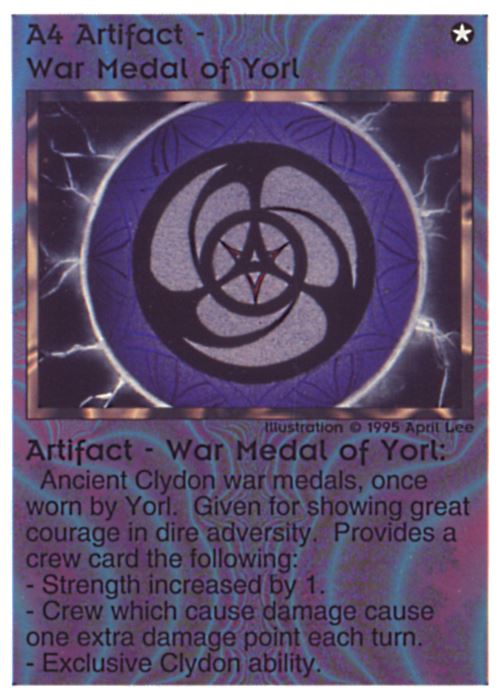 A4 Artifact -
War Medal of Yorl
Illustration © 1995 April Lee
Artifact - War Medal of Yorl:
Ancient Clydon war medals, once
worn by Yorl. Given for showing great
courage in dire adversity. Provides a
crew card the following:
- Strength increased by 1.
- Crew which cause damage cause
one extra damage point each turn.
- Exclusive Clydon ability.